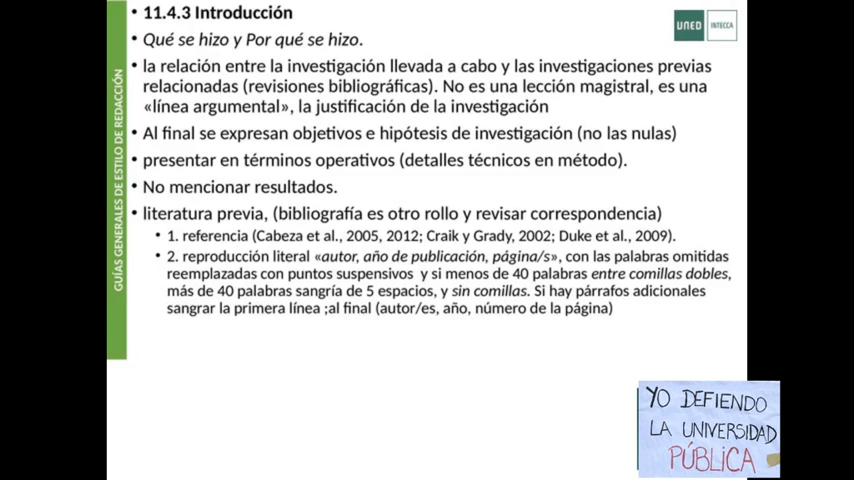 11.4.3 Introducción
Qué se hizo y Por qué se hizo.
la relación entre la investigación llevada a cabo y las investigaciones previas
relacionadas (revisiones bibliográficas). No es una lección magistral, es una
«línea argumental», la justificación de la investigación
Al final se expresan objetivos e hipótesis de investigación (no las nulas)
presentar en términos operativos (detalles técnicos en método).
No mencionar resultados.
literatura previa, (bibliografía es otro rollo y revisar correspondencia)
1. referencia (Cabeza et al., 2005, 2012; Craik y Grady, 2002; Duke et al., 2009).
2. reproducción literal «autor, año de publicación, página/s», con las palabras omitidas
reemplazadas con puntos suspensivos y si menos de 40 palabras entre comillas dobles,
más de 40 palabras sangría de 5 espacios, y sin comillas. Si hay párrafos adicionales
sangrar la primera línea ;al final (autor/es, año, número de la página)
GUÍAS GENERALES DE ESTILO DE REDACCIÓN
UNED
INTECCA
YO DEFIENDO
LA UNIVERSIDAD
PÚBLICA